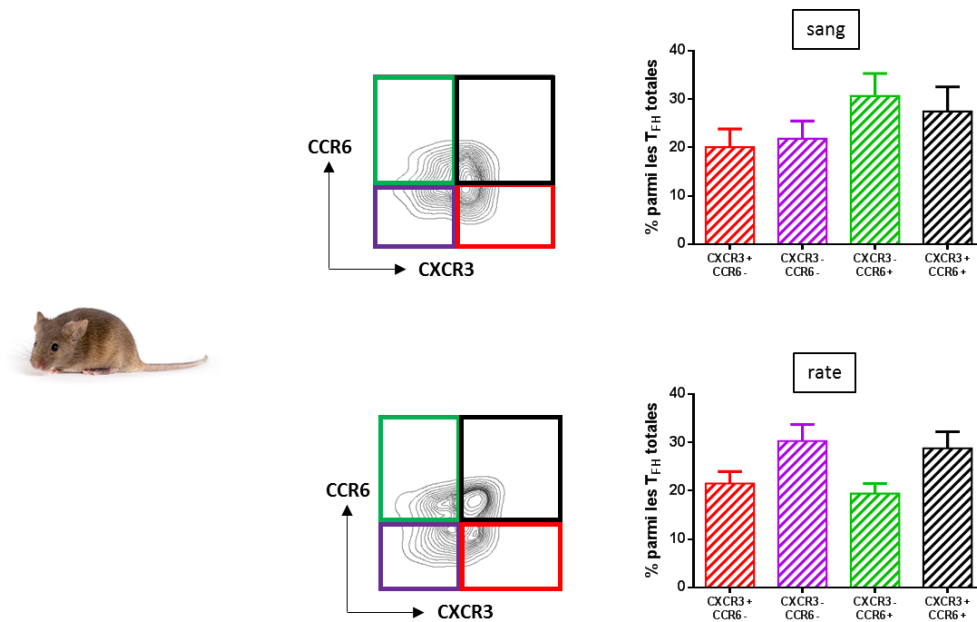 sang
CCR6
CXCR3
% parmi les TFH totales
40
30
20
10
0
CXCR3 + CCR6 -
CXCR3 - CCR6 -
CXCR3 - CCR6 +
CXCR3 + CCR6 +
rate
CCR6
CXCR3
% parmi les TFH totales
40
30
20
10
0
CXCR3 + CCR6 -
CXCR3 - CCR6 -
CXCR3 - CCR6 +
CXCR3 + CCR6 +